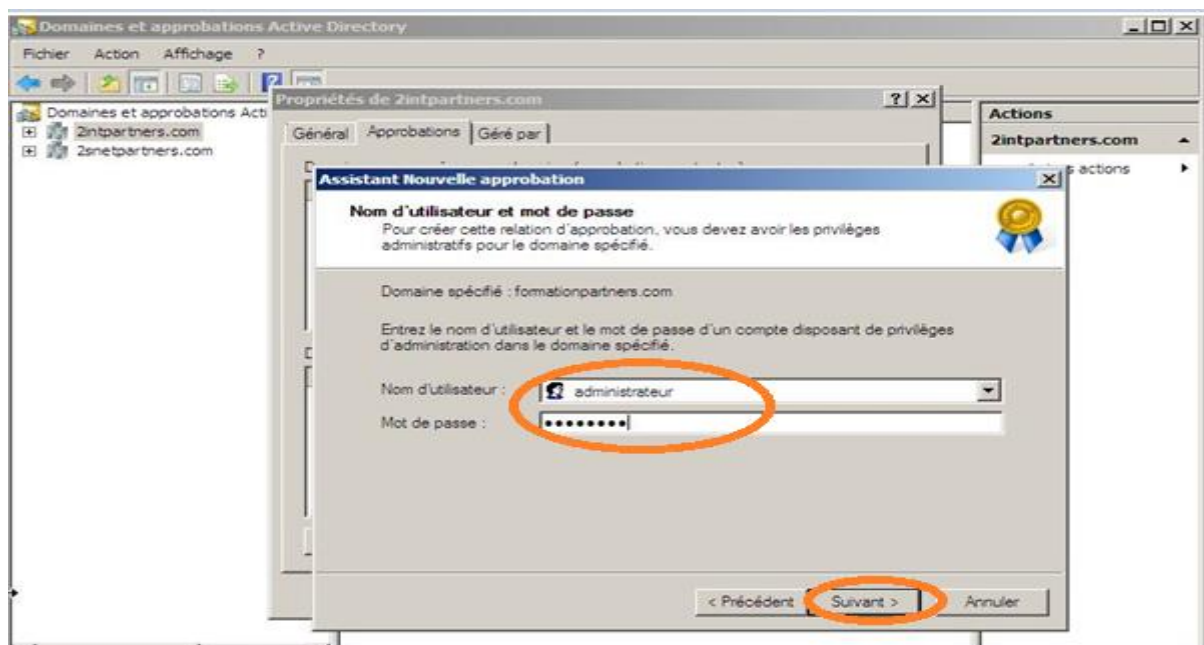 Domaines et approbations Active Directory
Fichier Action Affichage ?
Domaines et approbations Acti
2intpartners.com
2snetpartners.com
Propriétés de 2intpartners.com
Général Approbations Géré par
Assistant Nouvelle approbation
Nom d'utilisateur et mot de passe
Pour créer cette relation d'approbation, vous devez avoir les privilèges
administratifs pour le domaine spécifié.
Domaine spécifié : formationpartners.com
Entrez le nom d'utilisateur et le mot de passe d'un compte disposant de privilèges
d'administration dans le domaine spécifié.
Nom d'utilisateur : administrateur
Mot de passe : ••••••••
< Précédent Suivant > Annuler
Actions
2intpartners.com
actions